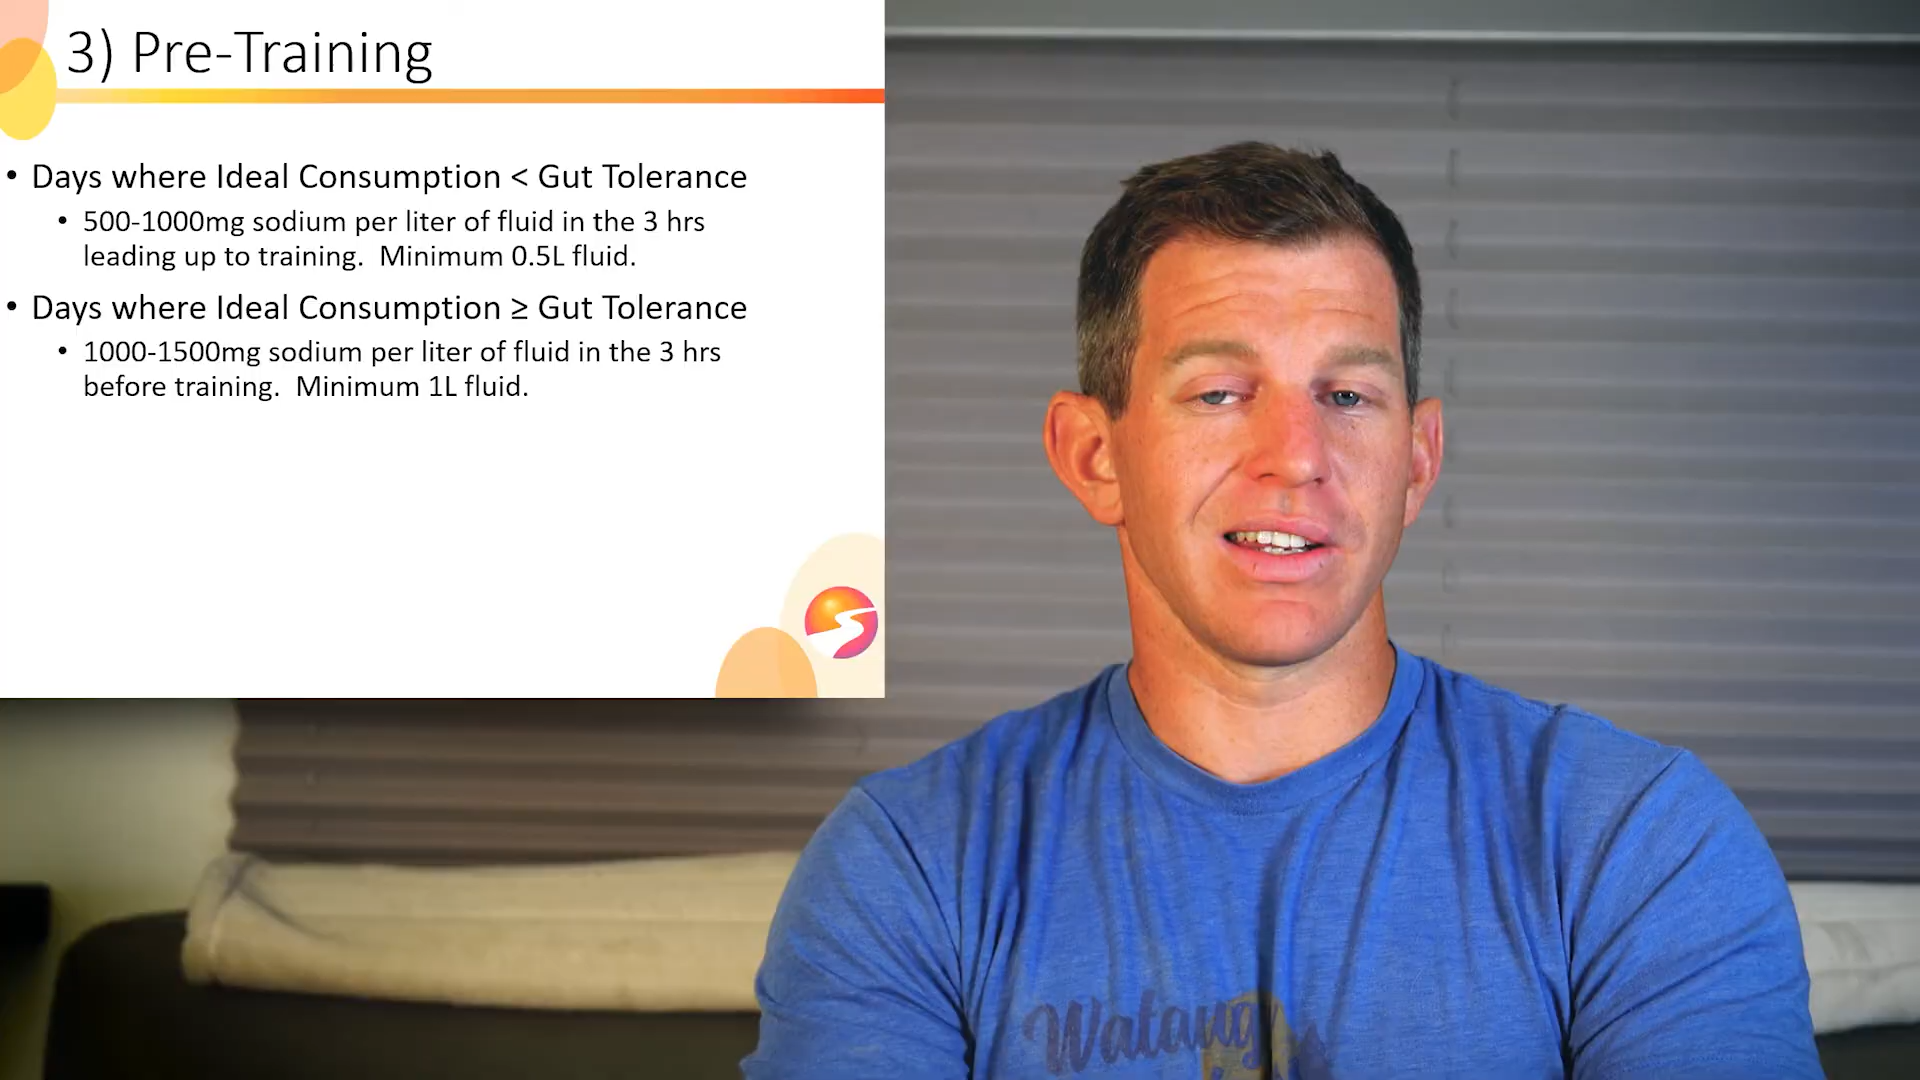 3) Pre-Training
• Days where Ideal Consumption < Gut Tolerance
• 500-1000mg sodium per liter of fluid in the 3 hrs
leading up to training.  Minimum 0.5L fluid.
• Days where Ideal Consumption ≥ Gut Tolerance
• 1000-1500mg sodium per liter of fluid in the 3 hrs
before training.  Minimum 1L fluid.